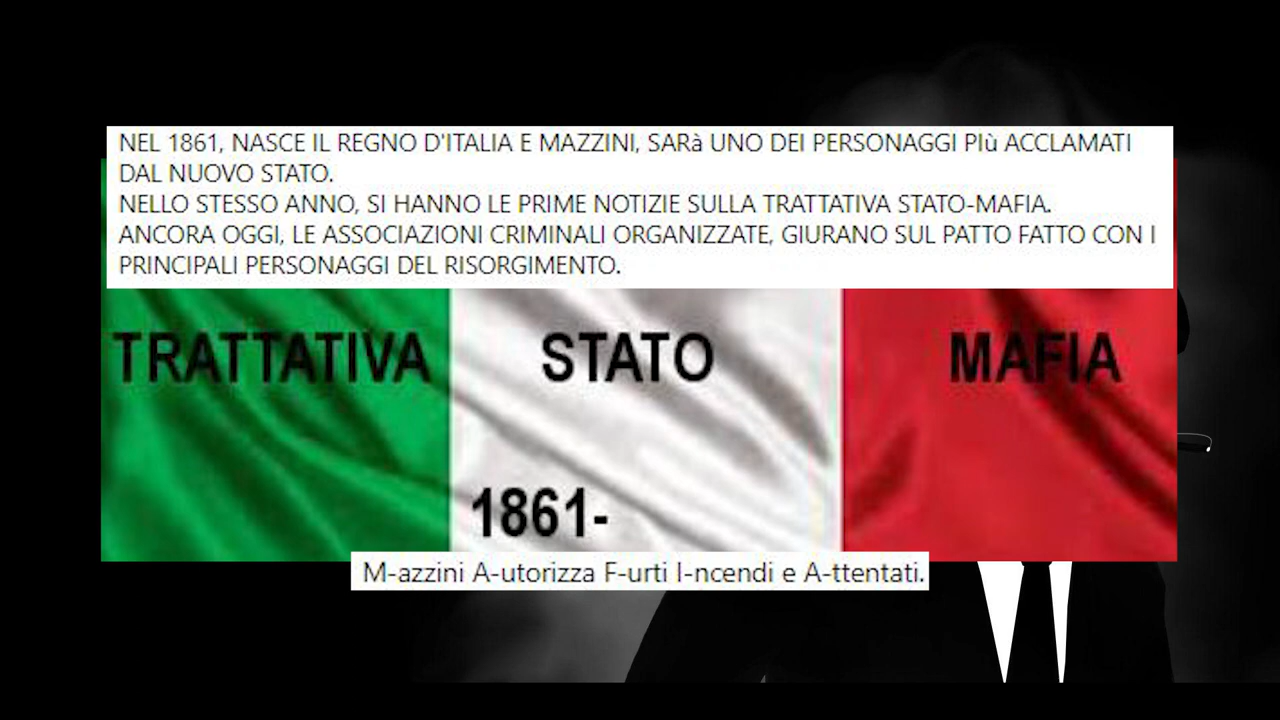 NEL 1861, NASCE IL REGNO D'ITALIA E MAZZINI, SARà UNO DEI PERSONAGGI PIù ACCLAMATI
DAL NUOVO STATO.
NELLO STESSO ANNO, SI HANNO LE PRIME NOTIZIE SULLA TRATTATIVA STATO-MAFIA.
ANCORA OGGI, LE ASSOCIAZIONI CRIMINALI ORGANIZZATE, GIURANO SUL PATTO FATTO CON I
PRINCIPALI PERSONAGGI DEL RISORGIMENTO.
TRATTATIVA STATO MAFIA
1861-
M-azzini A-utorizza F-urti I-ncendi e A-ttentati.